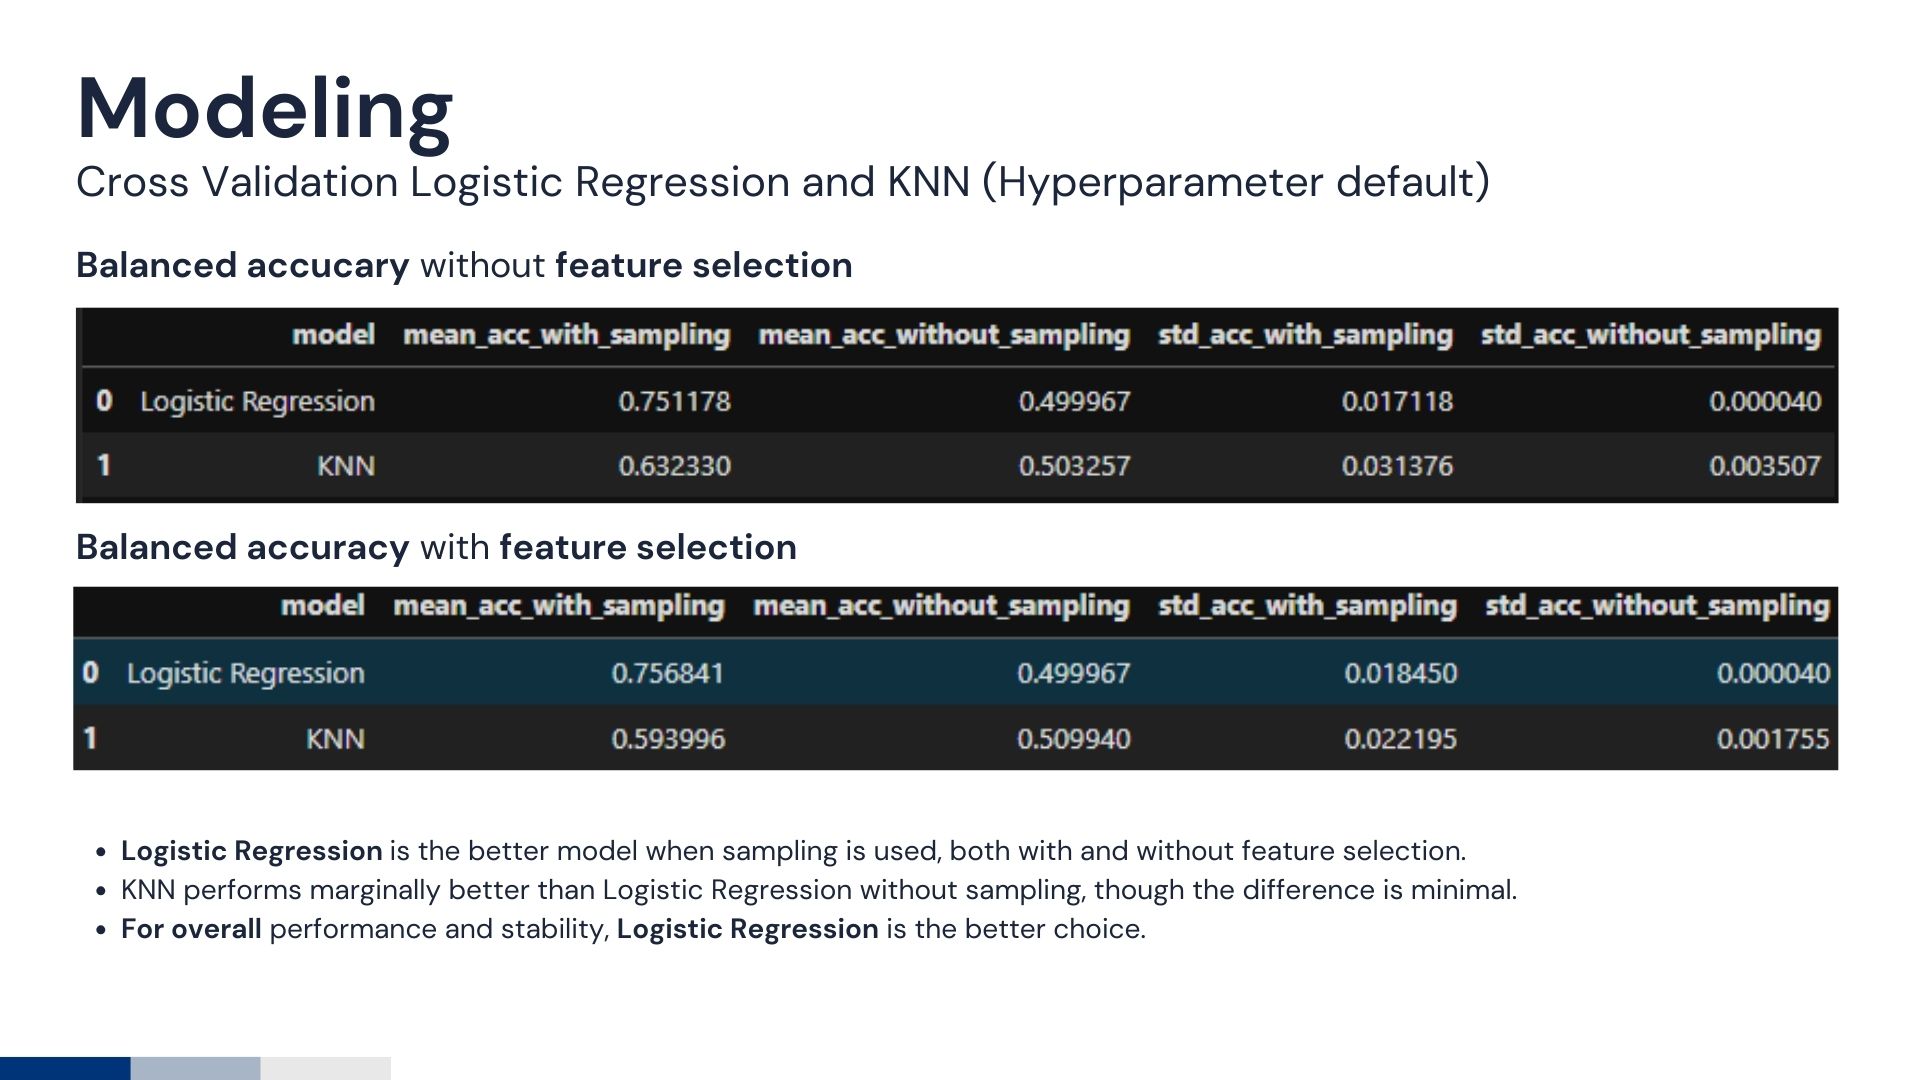 Modeling
Cross Validation Logistic Regression and KNN (Hyperparameter default)
Balanced accucary without feature selection
model mean_acc_with_sampling mean_acc_without_sampling std_acc_with_sampling std_acc_without_sampling
0 Logistic Regression 0.751178 0.499967 0.017118 0.000040
1 KNN 0.632330 0.503257 0.031376 0.003507
Balanced accuracy with feature selection
model mean_acc_with_sampling mean_acc_without_sampling std_acc_with_sampling std_acc_without_sampling
0 Logistic Regression 0.756841 0.499967 0.018450 0.000040
1 KNN 0.593996 0.509940 0.022195 0.001755
• Logistic Regression is the better model when sampling is used, both with and without feature selection.
• KNN performs marginally better than Logistic Regression without sampling, though the difference is minimal.
• For overall performance and stability, Logistic Regression is the better choice.